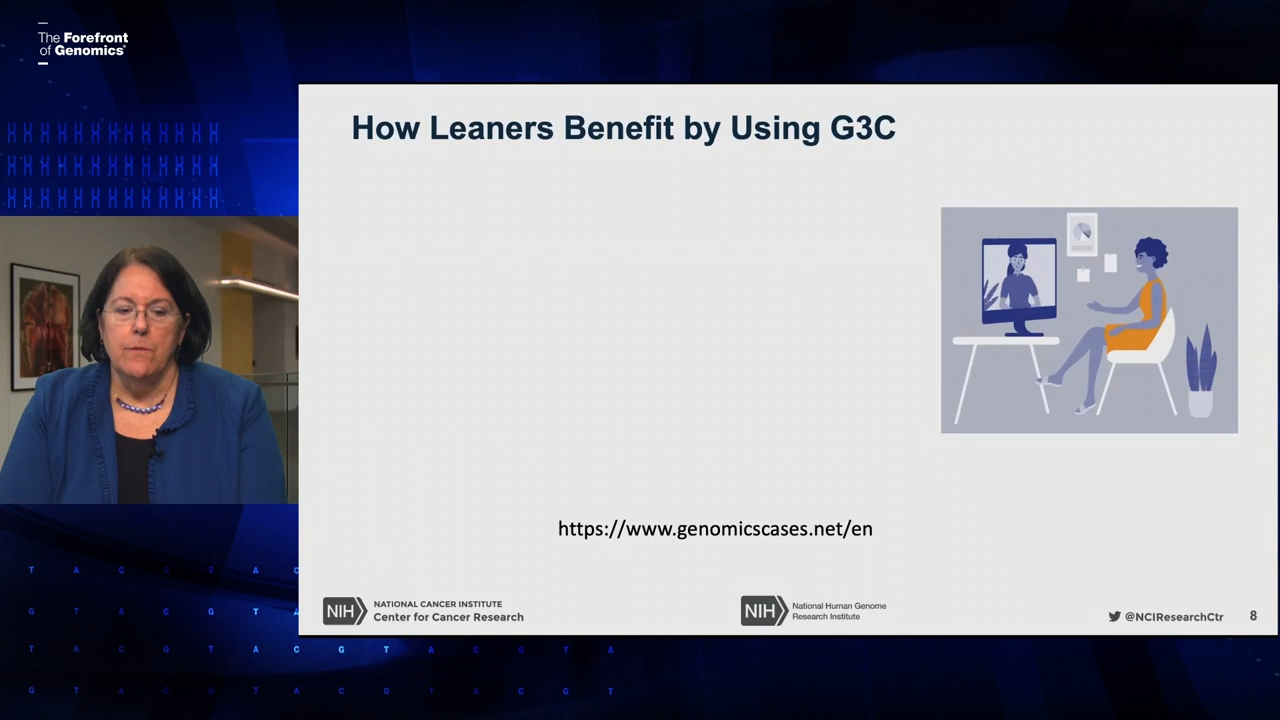 The Forefront
of Genomics®
How Leaners Benefit by Using G3C
https://www.genomicscases.net/en
NIH
NATIONAL CANCER INSTITUTE
Center for Cancer Research
NIH
National Human Genome
Research Institute
@NCIResearchCtr
8
T A C G T A C
G T A C G T A
T A C G T A C G T A C G T A
G T A C G T A C G T A C G T